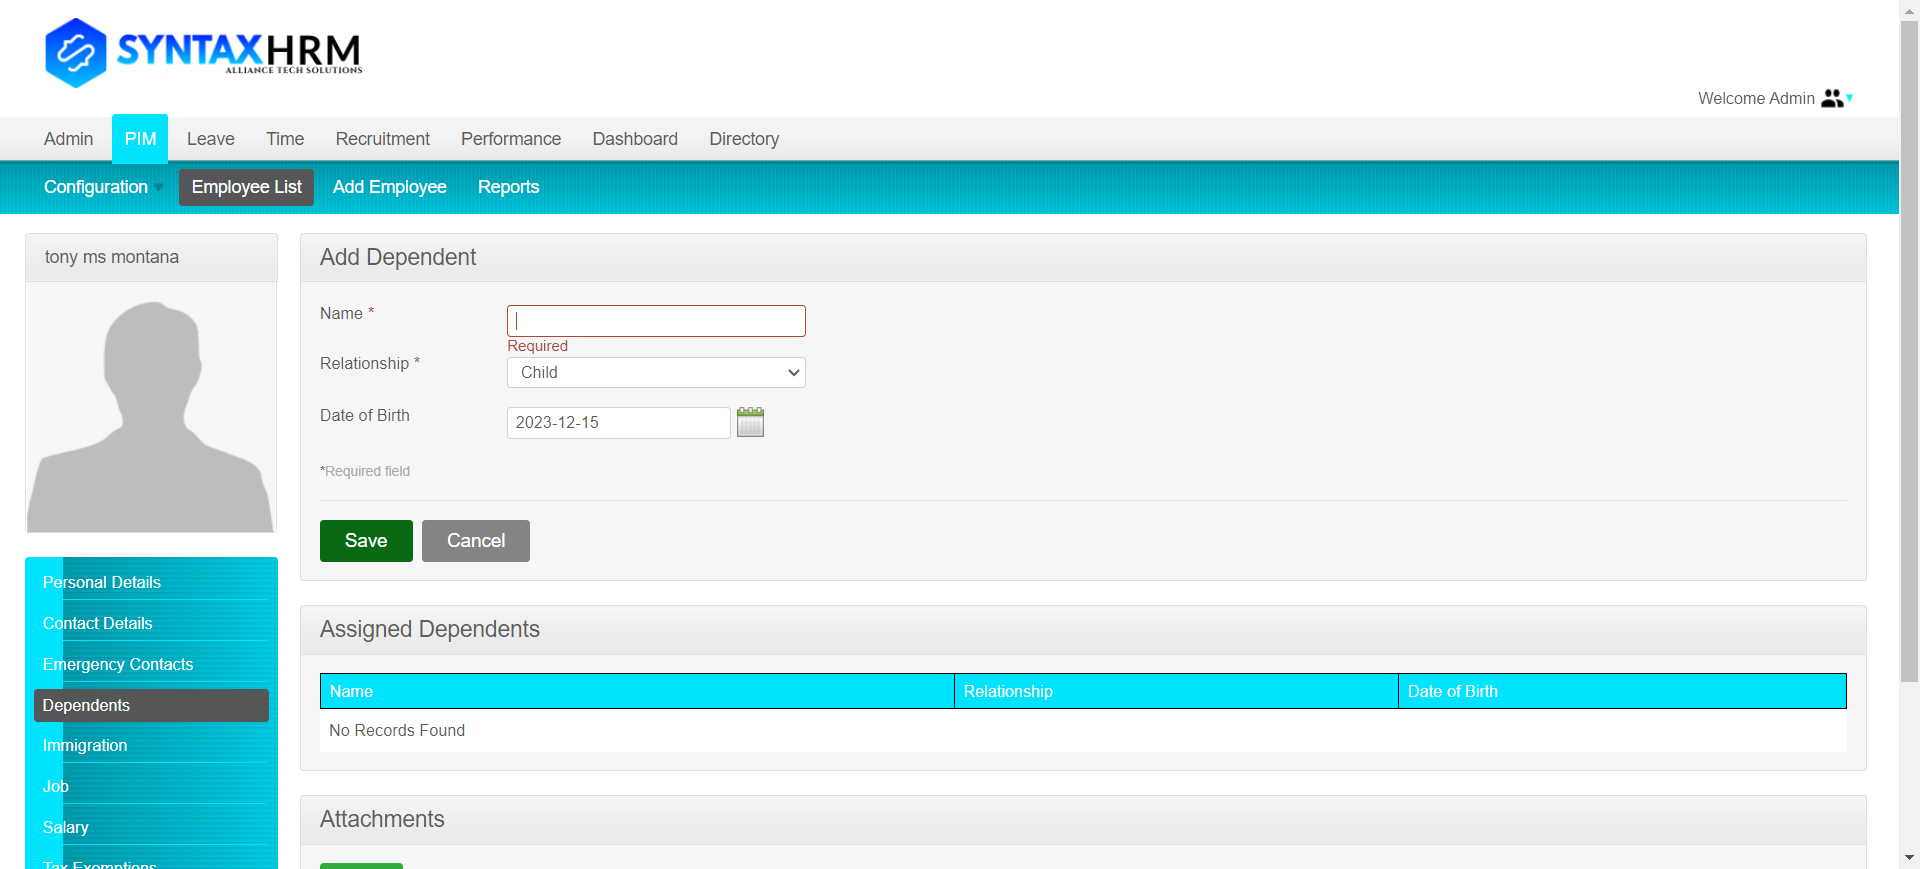 SYNTAXHRM
ALLIANCE TECH SOLUTIONS
Welcome Admin
Admin PIM Leave Time Recruitment Performance Dashboard Directory
Configuration Employee List Add Employee Reports
tony ms montana
Add Dependent
Name *
Required
Relationship * Child
Date of Birth 2023-12-15
*Required field
Save Cancel
Personal Details
Contact Details
Emergency Contacts
Dependents
Immigration
Job
Salary
Tax Exemptions
Assigned Dependents
Name Relationship Date of Birth
No Records Found
Attachments